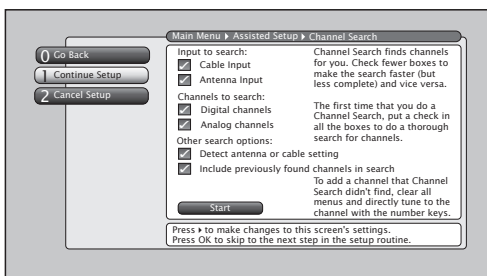 Main Menu ▸ Assisted Setup ▸ Channel Search
0 Go Back
1 Continue Setup
2 Cancel Setup
Input to search:
Cable Input
Antenna Input
Channels to search:
Digital channels
Analog channels
Other search options:
Detect antenna or cable setting
Include previously found channels in search
Start
Channel Search finds channels
for you. Check fewer boxes to
make the search faster (but
less complete) and vice versa.
The first time that you do a
Channel Search, put a check in
all the boxes to do a thorough
search for channels.
To add a channel that Channel
Search didn't find, clear all
menus and directly tune to the
channel with the number keys.
Press ▸ to make changes to this screen's settings.
Press OK to skip to the next step in the setup routine.